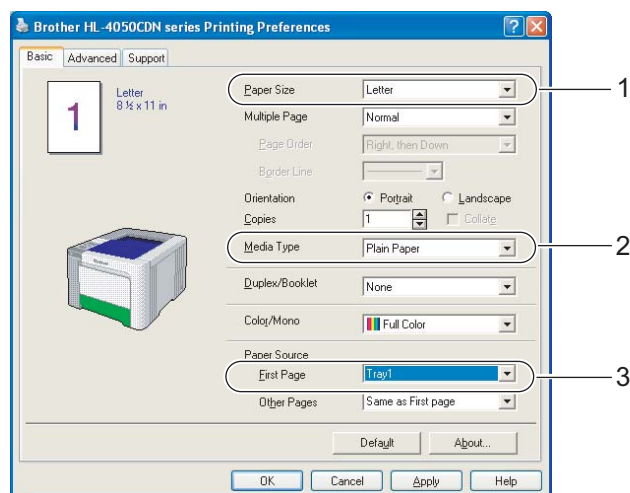 Brother HL-4050CDN series Printing Preferences
Basic Advanced Support
1
Letter
8 ½ x 11 in
Paper Size Letter 1
Multiple Page Normal
Page Order Right, then Down
Border Line
Orientation Portrait Landscape
Copies 1 Collate
Media Type Plain Paper 2
Duplex/Booklet None
Color/Mono Full Color
Paper Source
First Page Tray1 3
Other Pages Same as First page
Default About...
OK Cancel Apply Help